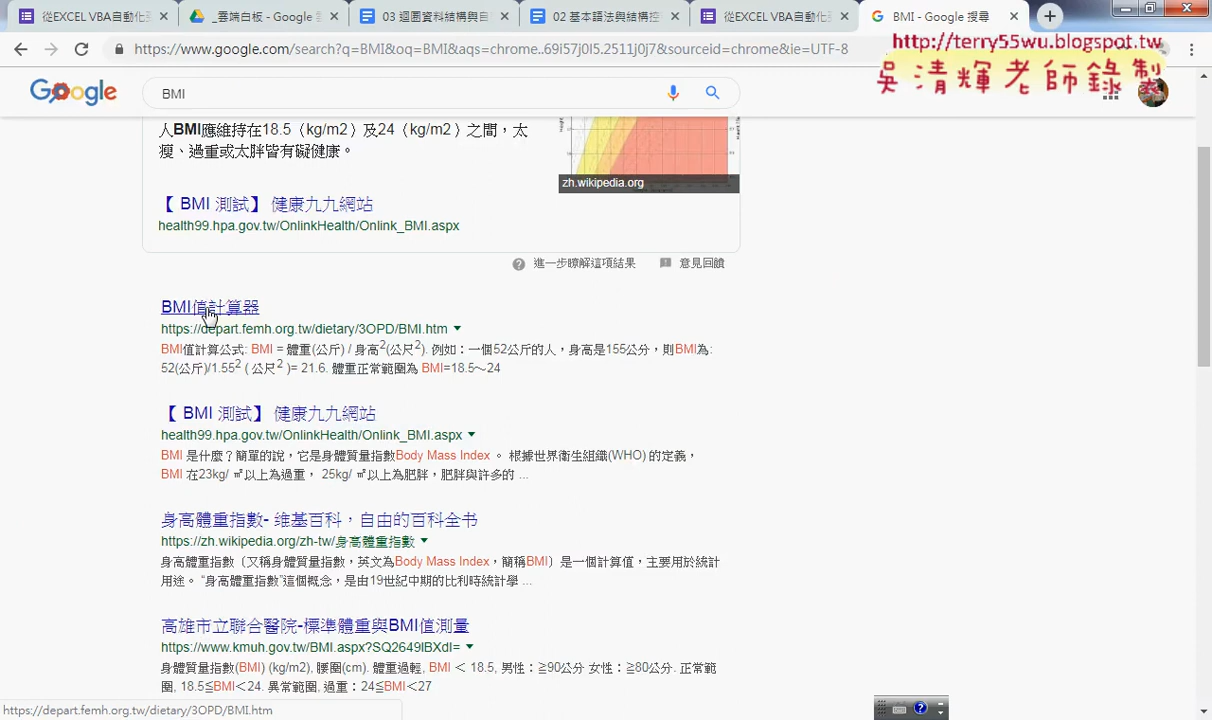 從EXCEL VBA自動化
_雲端白板 - Google
03 迴圈資料結構與自
02 基本語法與結構控
從EXCEL VBA自動化
BMI - Google 搜尋
https://www.google.com/search?q=BMI&oq=BMI&aqs=chrome..69i57j0l5.2511j0j7&sourceid=chrome&ie=UTF-8
http://terry55wu.blogspot.tw
吳清輝老師錄製
Google
BMI
人BMI應維持在18.5（kg/m2）及24（kg/m2）之間，太
瘦、過重或太胖皆有礙健康。
zh.wikipedia.org
【 BMI 測試】 健康九九網站
health99.hpa.gov.tw/OnlinkHealth/Onlink_BMI.aspx
進一步瞭解這項結果
意見回饋
BMI值計算器
https://depart.femh.org.tw/dietary/3OPD/BMI.htm
BMI值計算公式: BMI = 體重(公斤) / 身高2(公尺2). 例如：一個52公斤的人，身高是155公分，則BMI為:
52(公斤)/1.552 ( 公尺2 )= 21.6. 體重正常範圍為 BMI=18.5～24
【 BMI 測試】 健康九九網站
health99.hpa.gov.tw/OnlinkHealth/Onlink_BMI.aspx
BMI 是什麼？簡單的說，它是身體質量指數Body Mass Index 。 根據世界衛生組織(WHO) 的定義，
BMI 在23kg/ ㎡以上為過重， 25kg/ ㎡以上為肥胖，肥胖與許多的 ...
身高體重指數- 维基百科，自由的百科全书
https://zh.wikipedia.org/zh-tw/身高體重指數
身高體重指數（又稱身體質量指數，英文為Body Mass Index，簡稱BMI）是一個計算值，主要用於統計
用途。 “身高體重指數”這個概念，是由19世紀中期的比利時統計學 ...
高雄市立聯合醫院-標準體重與BMI值測量
https://www.kmuh.gov.tw/BMI.aspx?SQ2649IBXdI=
身體質量指數(BMI) (kg/m2), 腰圍(cm). 體重過輕, BMI ＜ 18.5, 男性：≧90公分 女性：≧80公分. 正常範
圍, 18.5≦BMI＜24. 異常範圍, 過重：24≦BMI＜27
https://depart.femh.org.tw/dietary/3OPD/BMI.htm